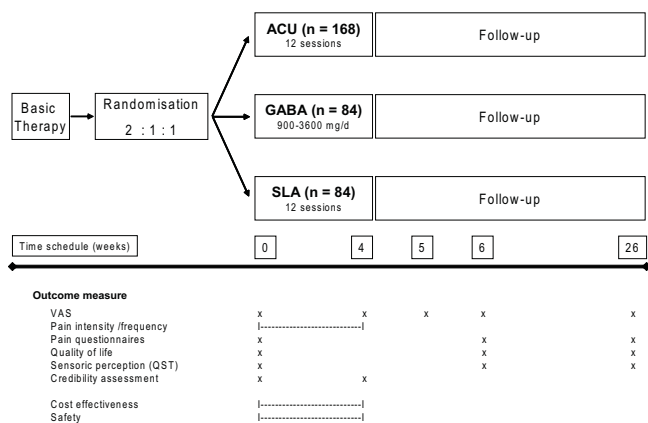 ACU (n = 168)
12 sessions
Follow-up
Basic
Therapy
Randomisation
2 : 1 : 1
GABA (n = 84)
900-3600 mg/d
Follow-up
SLA (n = 84)
12 sessions
Follow-up
Time schedule (weeks) 0 4 5 6 26
Outcome measure
VAS x x x x x
Pain intensity /frequency I----------------------------I
Pain questionnaires x x x
Quality of life x x x
Sensoric perception (QST) x x x
Credibility assessment x x
Cost effectiveness I----------------------------I
Safety I----------------------------I